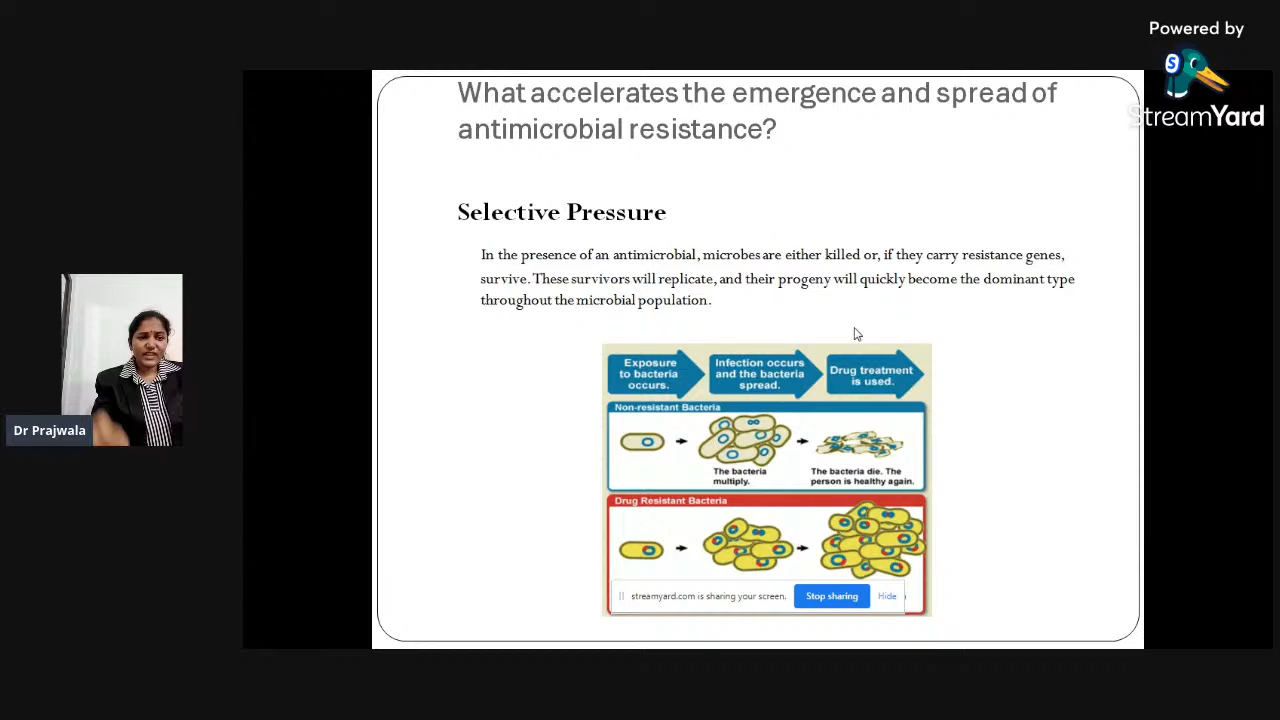 Powered by
StreamYard
What accelerates the emergence and spread of
antimicrobial resistance?
Selective Pressure
In the presence of an antimicrobial, microbes are either killed or, if they carry resistance genes,
survive. These survivors will replicate, and their progeny will quickly become the dominant type
throughout the microbial population.
Exposure
to bacteria
occurs.
Infection occurs
and the bacteria
spread.
Drug treatment
is used.
Non-resistant Bacteria
The bacteria
multiply.
The bacteria die. The
person is healthy again.
Drug Resistant Bacteria
streamyard.com is sharing your screen.
Stop sharing
Hide
Dr Prajwala